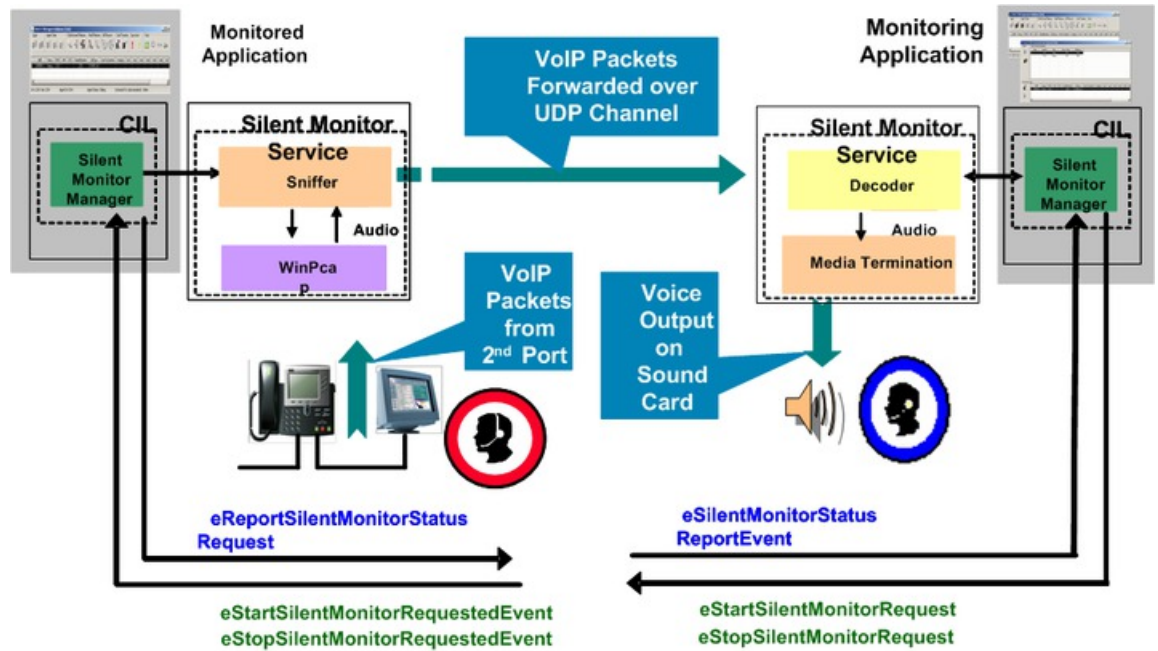 Monitored
Application
Monitoring
Application
VoIP Packets
Forwarded over
UDP Channel
CIL
Silent
Monitor
Manager
Silent Monitor
Service
Sniffer
Audio
WinPca
p
Silent Monitor
Service
Decoder
Audio
Media Termination
CIL
Silent
Monitor
Manager
VoIP
Packets
from
2nd Port
Voice
Output
on
Sound
Card
eReportSilentMonitorStatus
Request
eSilentMonitorStatus
ReportEvent
eStartSilentMonitorRequestedEvent
eStopSilentMonitorRequestedEvent
eStartSilentMonitorRequest
eStopSilentMonitorRequest